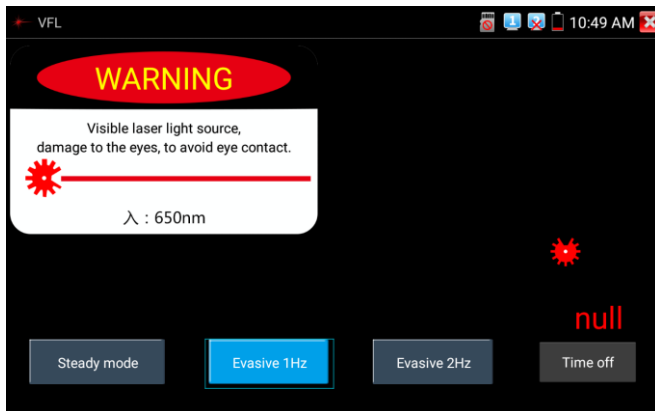 VFL
1
10:49 AM
WARNING
Visible laser light source,
damage to the eyes, to avoid eye contact.
入 : 650nm
null
Steady mode
Evasive 1Hz
Evasive 2Hz
Time off